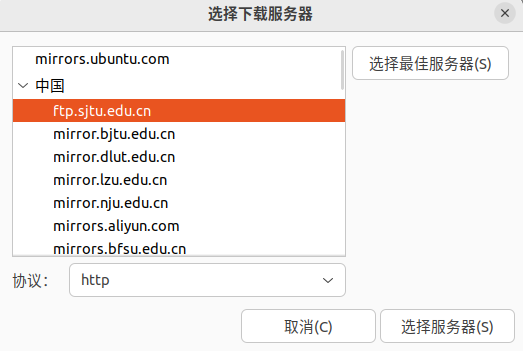 选择下载服务器
mirrors.ubuntu.com
选择最佳服务器(S)
中国
ftp.sjtu.edu.cn
mirror.bjtu.edu.cn
mirror.dlut.edu.cn
mirror.lzu.edu.cn
mirror.nju.edu.cn
mirrors.aliyun.com
mirrors.bfsu.edu.cn
协议： http
取消(C) 选择服务器(S)